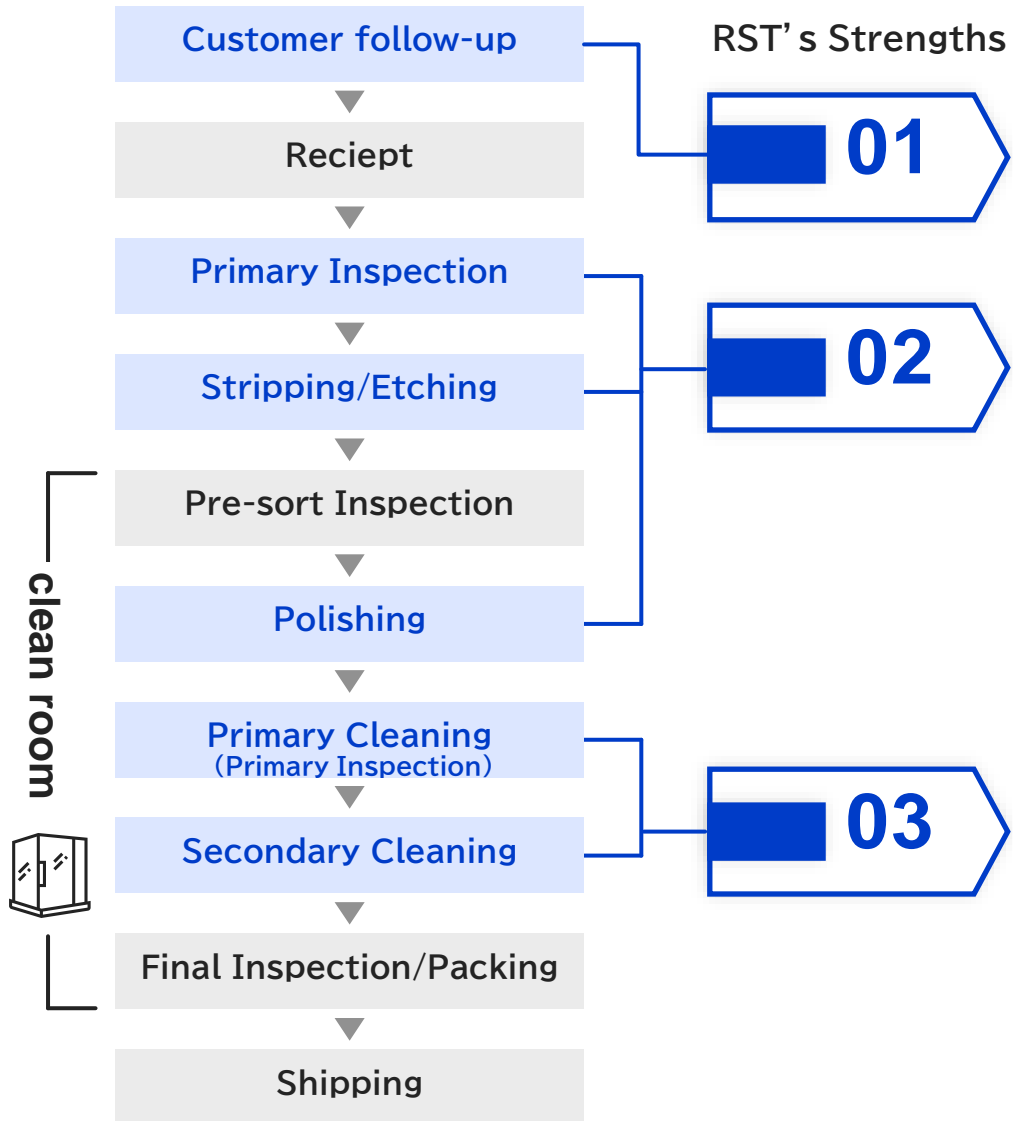 Customer follow-up
RST’s Strengths
01
Reciept
Primary Inspection
02
Stripping/Etching
Pre-sort Inspection
clean room
Polishing
Primary Cleaning
(Primary Inspection)
03
Secondary Cleaning
Final Inspection/Packing
Shipping